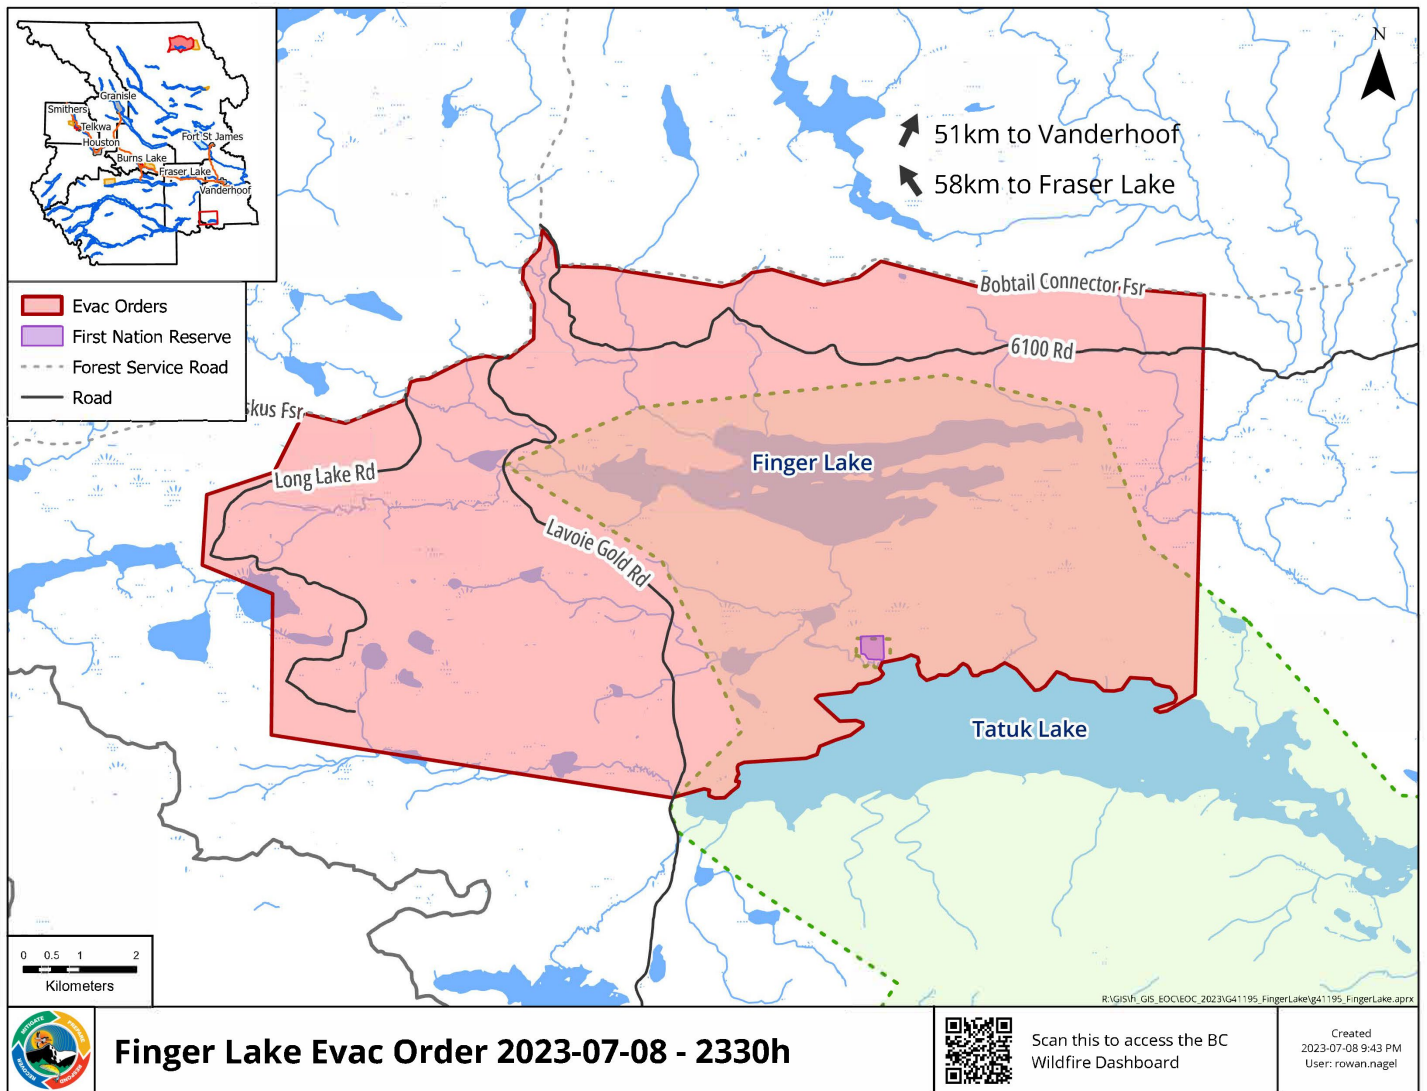 Granisle
Smithers
Telkwa
Houston
Fort St James
Burns Lake
Fraser Lake
Vanderhoof
N
51km to Vanderhoof
58km to Fraser Lake
Evac Orders
First Nation Reserve
Forest Service Road
Road
Bobtail Connector Fsr
6100 Rd
skus Fsr
Long Lake Rd
Finger Lake
Lavoie Gold Rd
Tatuk Lake
0 0.5 1 2
Kilometers
R:\GIS\h_GIS_EOC\EOC_2023\G41195_FingerLake\g41195_FingerLake.aprx
MITIGATE
PREPARE
RESPOND
RECOVER
Finger Lake Evac Order 2023-07-08 - 2330h
Scan this to access the BC
Wildfire Dashboard
Created
2023-07-08 9:43 PM
User: rowan.nagel